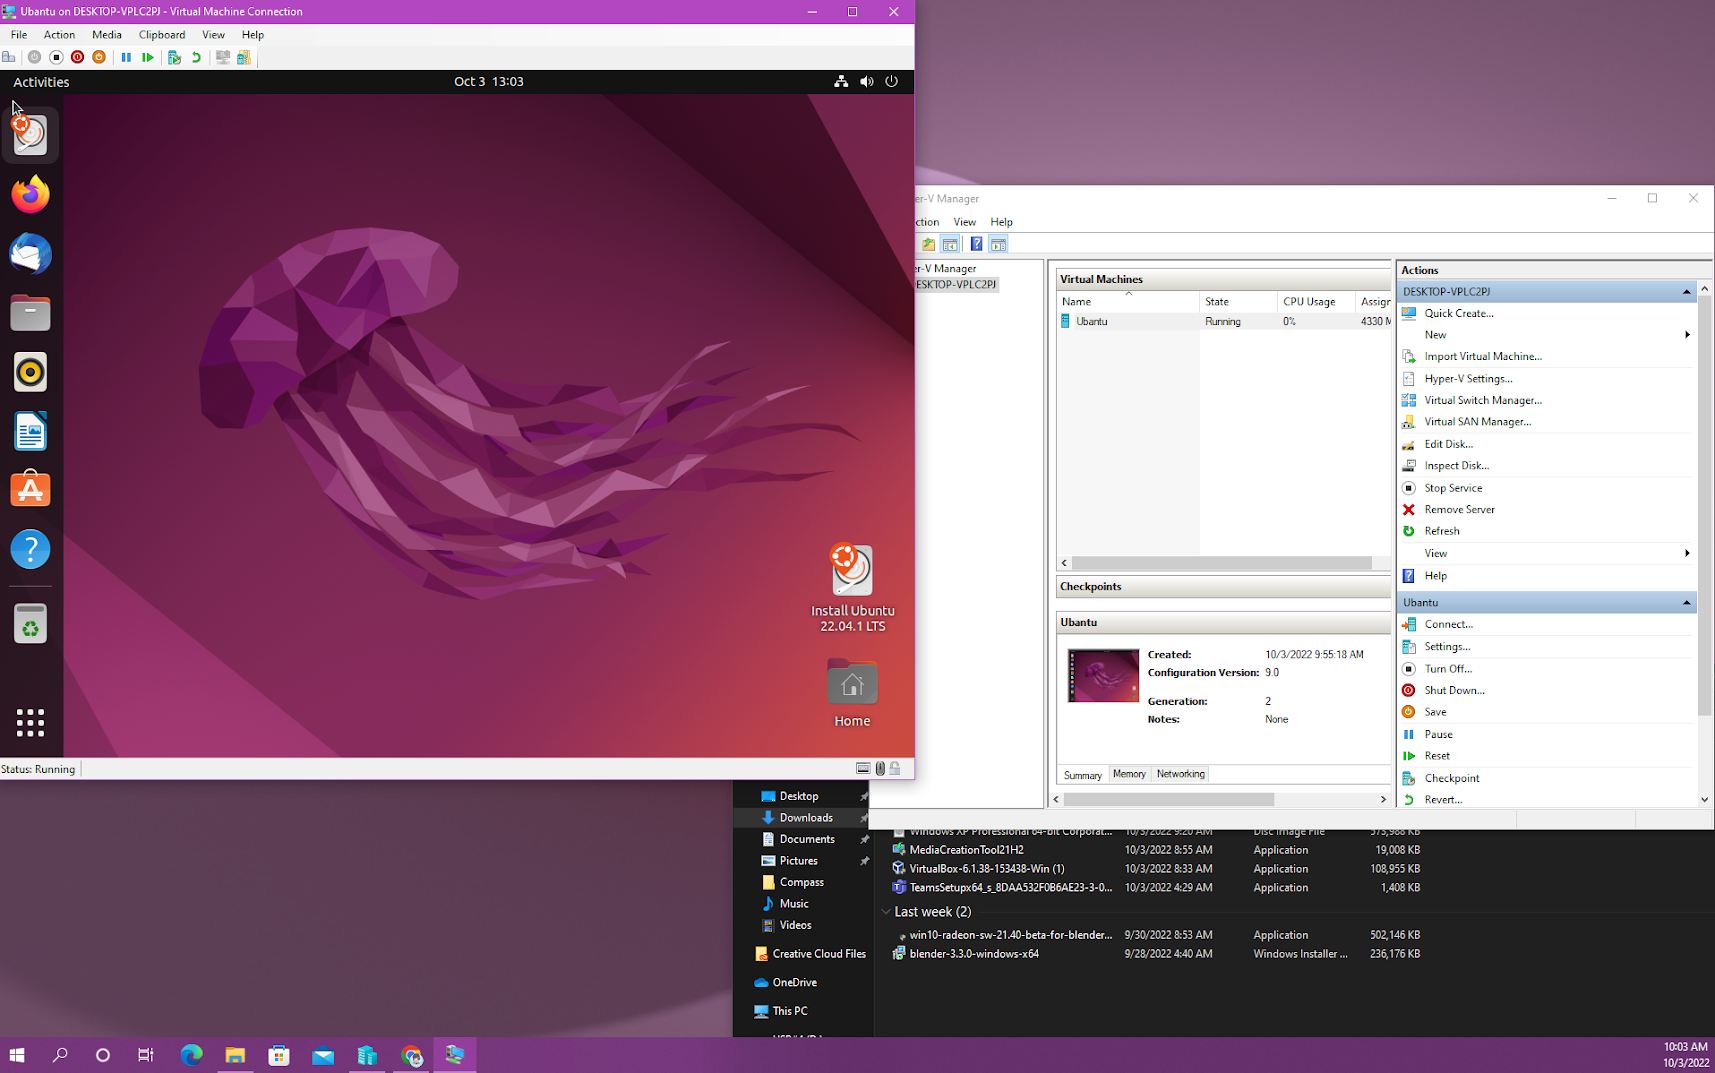 Ubantu on DESKTOP-VPLC2PJ - Virtual Machine Connection
File Action Media Clipboard View Help
Activities
Oct 3 13:03
Install Ubuntu
22.04.1 LTS
Home
Status: Running
er-V Manager
ction View Help
er-V Manager
DESKTOP-VPLC2PJ
Virtual Machines
Name State CPU Usage Assigr
Ubantu Running 0% 4330 M
Checkpoints
Ubantu
Created: 10/3/2022 9:55:18 AM
Configuration Version: 9.0
Generation: 2
Notes: None
Summary Memory Networking
Actions
DESKTOP-VPLC2PJ
Quick Create...
New
Import Virtual Machine...
Hyper-V Settings...
Virtual Switch Manager...
Virtual SAN Manager...
Edit Disk...
Inspect Disk...
Stop Service
Remove Server
Refresh
View
Help
Ubantu
Connect...
Settings...
Turn Off...
Shut Down...
Save
Pause
Reset
Checkpoint
Revert...
Desktop
Downloads
Documents
Pictures
Compass
Music
Videos
Creative Cloud Files
OneDrive
This PC
Windows XP Professional 64-Bit Corporat... 10/3/2022 9:20 AM Disc Image File 573,988 KB
MediaCreationTool21H2 10/3/2022 8:55 AM Application 19,008 KB
VirtualBox-6.1.38-153438-Win (1) 10/3/2022 8:33 AM Application 108,955 KB
TeamsSetupx64_s_8DAA532F0B6AE23-3-0... 10/3/2022 4:29 AM Application 1,408 KB
Last week (2)
win10-radeon-sw-21.40-beta-for-blender... 9/30/2022 8:53 AM Application 502,146 KB
blender-3.3.0-windows-x64 9/28/2022 4:40 AM Windows Installer ... 236,176 KB
10:03 AM
10/3/2022